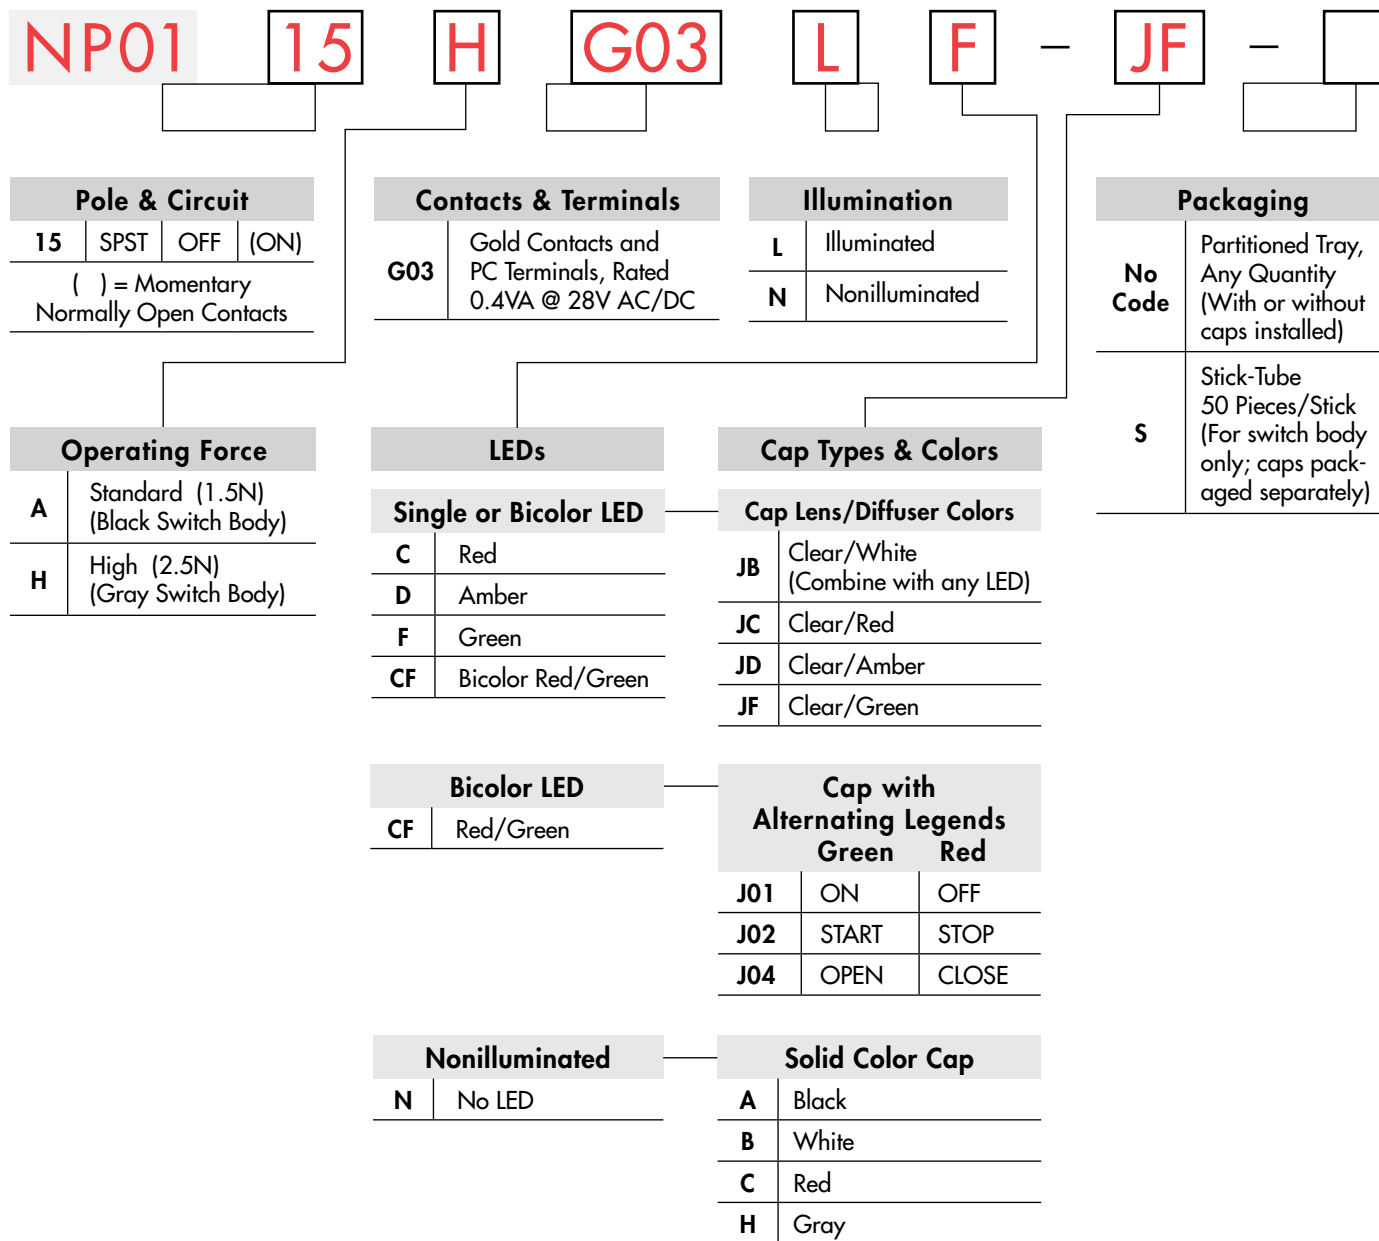 NP01 15 H G03 L F – JF –
Pole & Circuit
15 SPST OFF (ON)
( ) = Momentary
Normally Open Contacts
Contacts & Terminals
G03
Gold Contacts and
PC Terminals, Rated
0.4VA @ 28V AC/DC
Illumination
L Illuminated
N Nonilluminated
Packaging
No
Code
Partitioned Tray,
Any Quantity
(With or without
caps installed)
S
Stick-Tube
50 Pieces/Stick
(For switch body
only; caps pack-
aged separately)
Operating Force
A
Standard (1.5N)
(Black Switch Body)
H
High (2.5N)
(Gray Switch Body)
LEDs
Single or Bicolor LED
C Red
D Amber
F Green
CF Bicolor Red/Green
Cap Types & Colors
Cap Lens/Diffuser Colors
JB
Clear/White
(Combine with any LED)
JC Clear/Red
JD Clear/Amber
JF Clear/Green
Bicolor LED
CF Red/Green
Cap with
Alternating Legends
Green Red
J01 ON OFF
J02 START STOP
J04 OPEN CLOSE
Nonilluminated
N No LED
Solid Color Cap
A Black
B White
C Red
H Gray